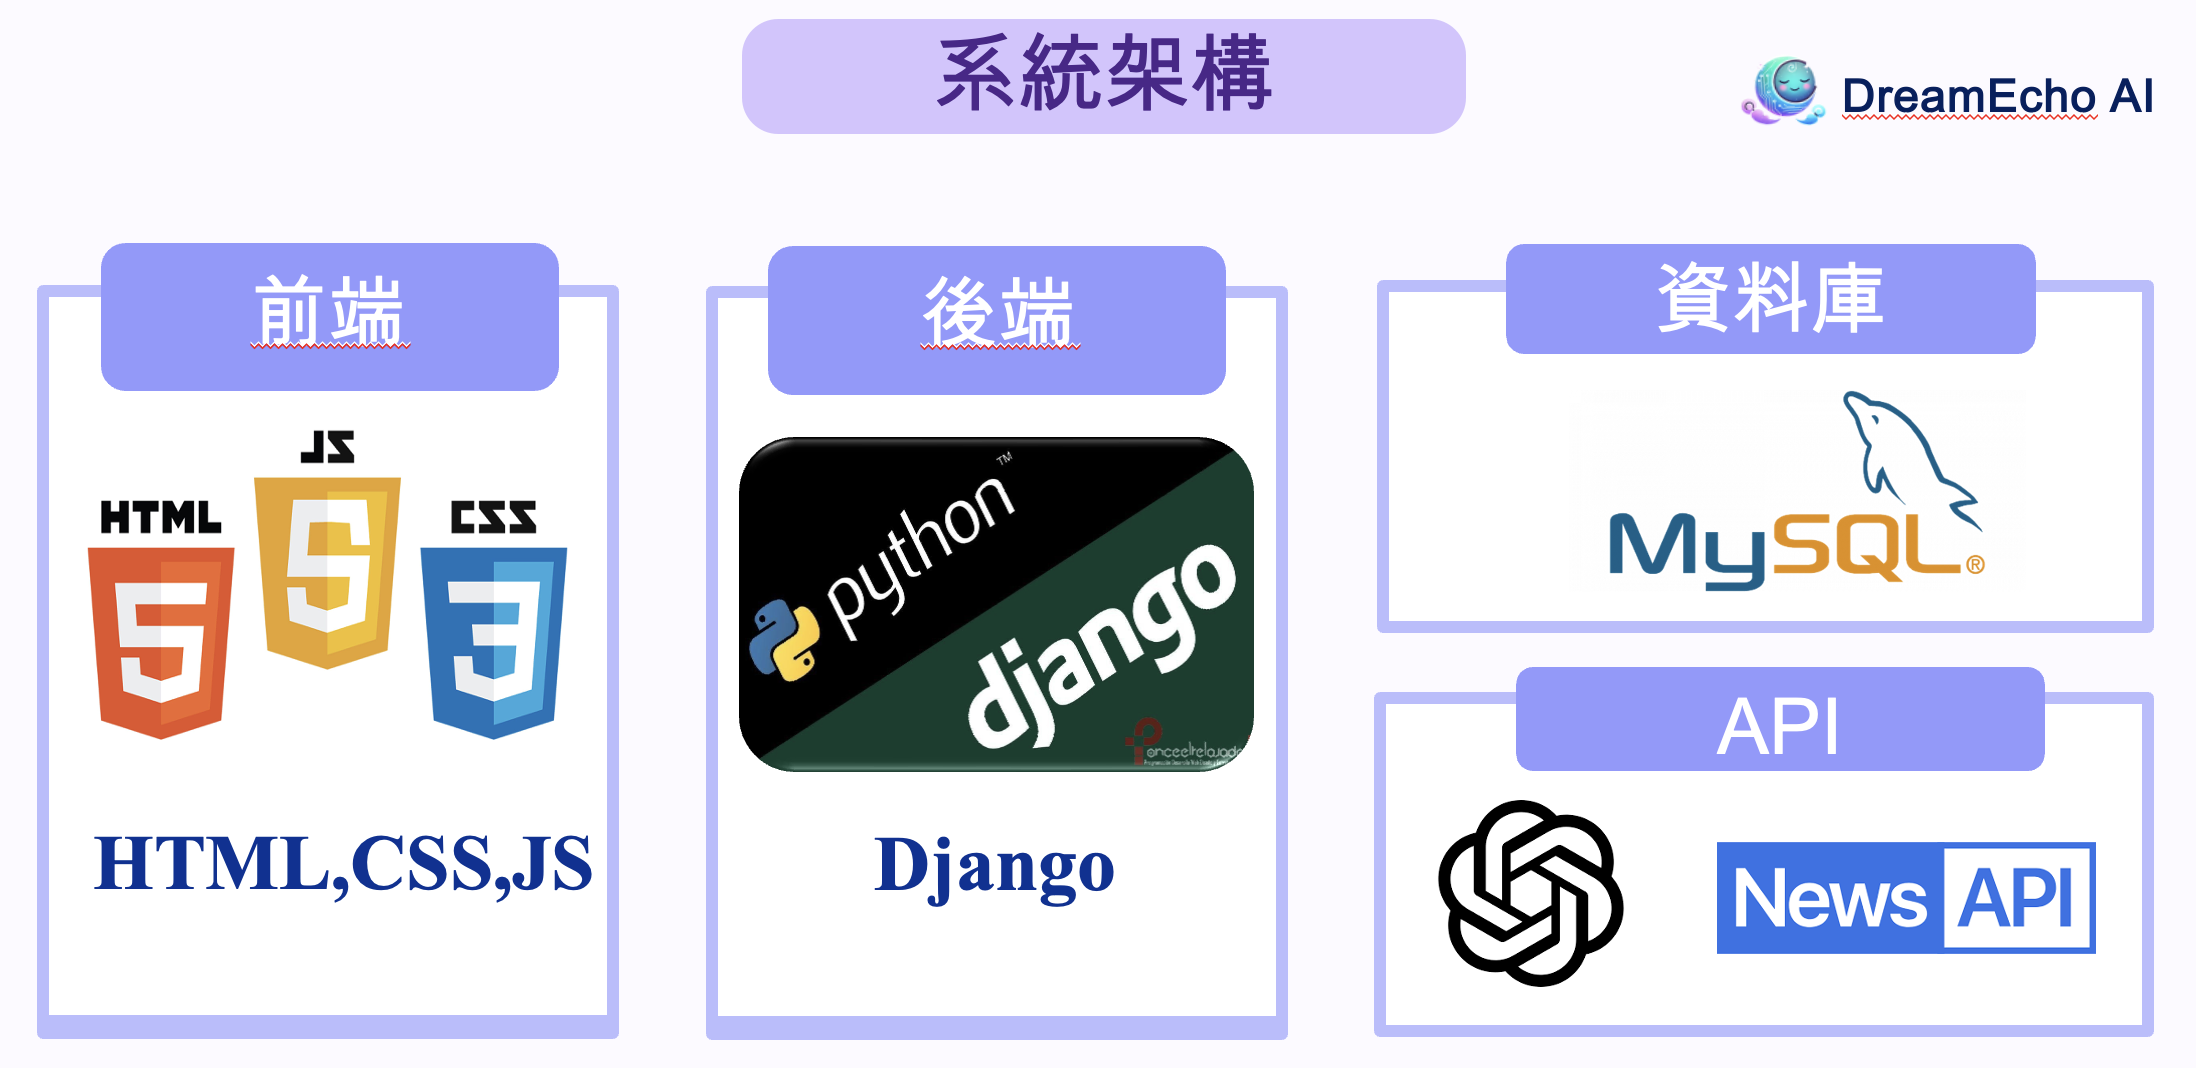 系統架構
DreamEcho AI
前端
JS
HTML
CSS
HTML,CSS,JS
後端
python™
django
Django
資料庫
MySQL®
API
News API